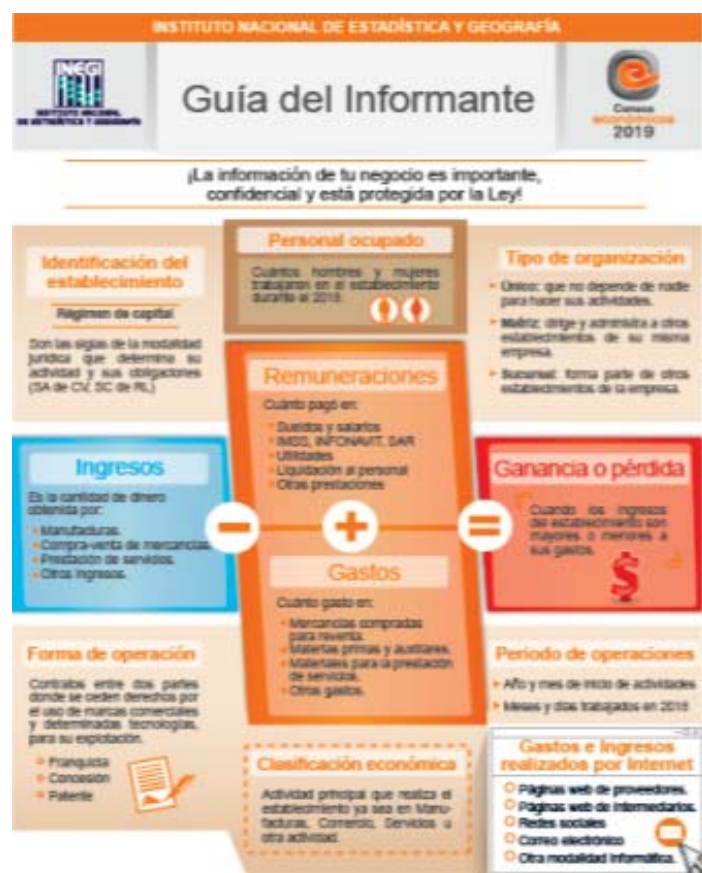 INSTITUTO NACIONAL DE ESTADÍSTICA Y GEOGRAFÍA
INEGI
INSTITUTO NACIONAL
DE ESTADÍSTICA Y GEOGRAFÍA
Guía del Informante
Censos
económicos
2019
¡La información de tu negocio es importante,
confidencial y está protegida por la Ley!
Identificación del
establecimiento
Régimen de capital
Son las siglas de la modalidad
jurídica que determina su
actividad y sus obligaciones
(SA de CV, SC de RL)
Personal ocupado
Cuántos hombres y mujeres
trabajaron en el establecimiento
durante el 2018.
Tipo de organización
Único: que no depende de nadie
para hacer sus actividades.
Matriz: dirige y administra a otros
establecimientos de su misma
empresa.
Sucursal: forma parte de otros
establecimientos de la empresa.
Ingresos
Es la cantidad de dinero
obtenida por:
Manufacturas.
Compra-venta de mercancías.
Prestación de servicios.
Otros ingresos.
−
Remuneraciones
Cuánto pagó en:
Sueldos y salarios
IMSS, INFONAVIT, SAR
Utilidades
Liquidación al personal
Otras prestaciones
+
Gastos
Cuánto gasto en:
Mercancías compradas
para reventa.
Materias primas y auxiliares.
Materiales para la prestación
de servicios.
Otros gastos.
=
Ganancia o pérdida
Cuando los ingresos
del establecimiento son
mayores o menores a
sus gastos.
$
Forma de operación
Contratos entre dos partes
donde se ceden derechos por
el uso de marcas comerciales
y determinadas tecnologías,
para su explotación.
Franquicia
Concesión
Patente
Clasificación económica
Actividad principal que realiza el
establecimiento ya sea en Manu-
facturas, Comercio, Servicios u
otra actividad.
Periodo de operaciones
Año y mes de inicio de actividades
Meses y días trabajados en 2018
Gastos e Ingresos
realizados por Internet
Páginas web de proveedores.
Páginas web de intermediarios.
Redes sociales
Correo electrónico
Otra modalidad informática.